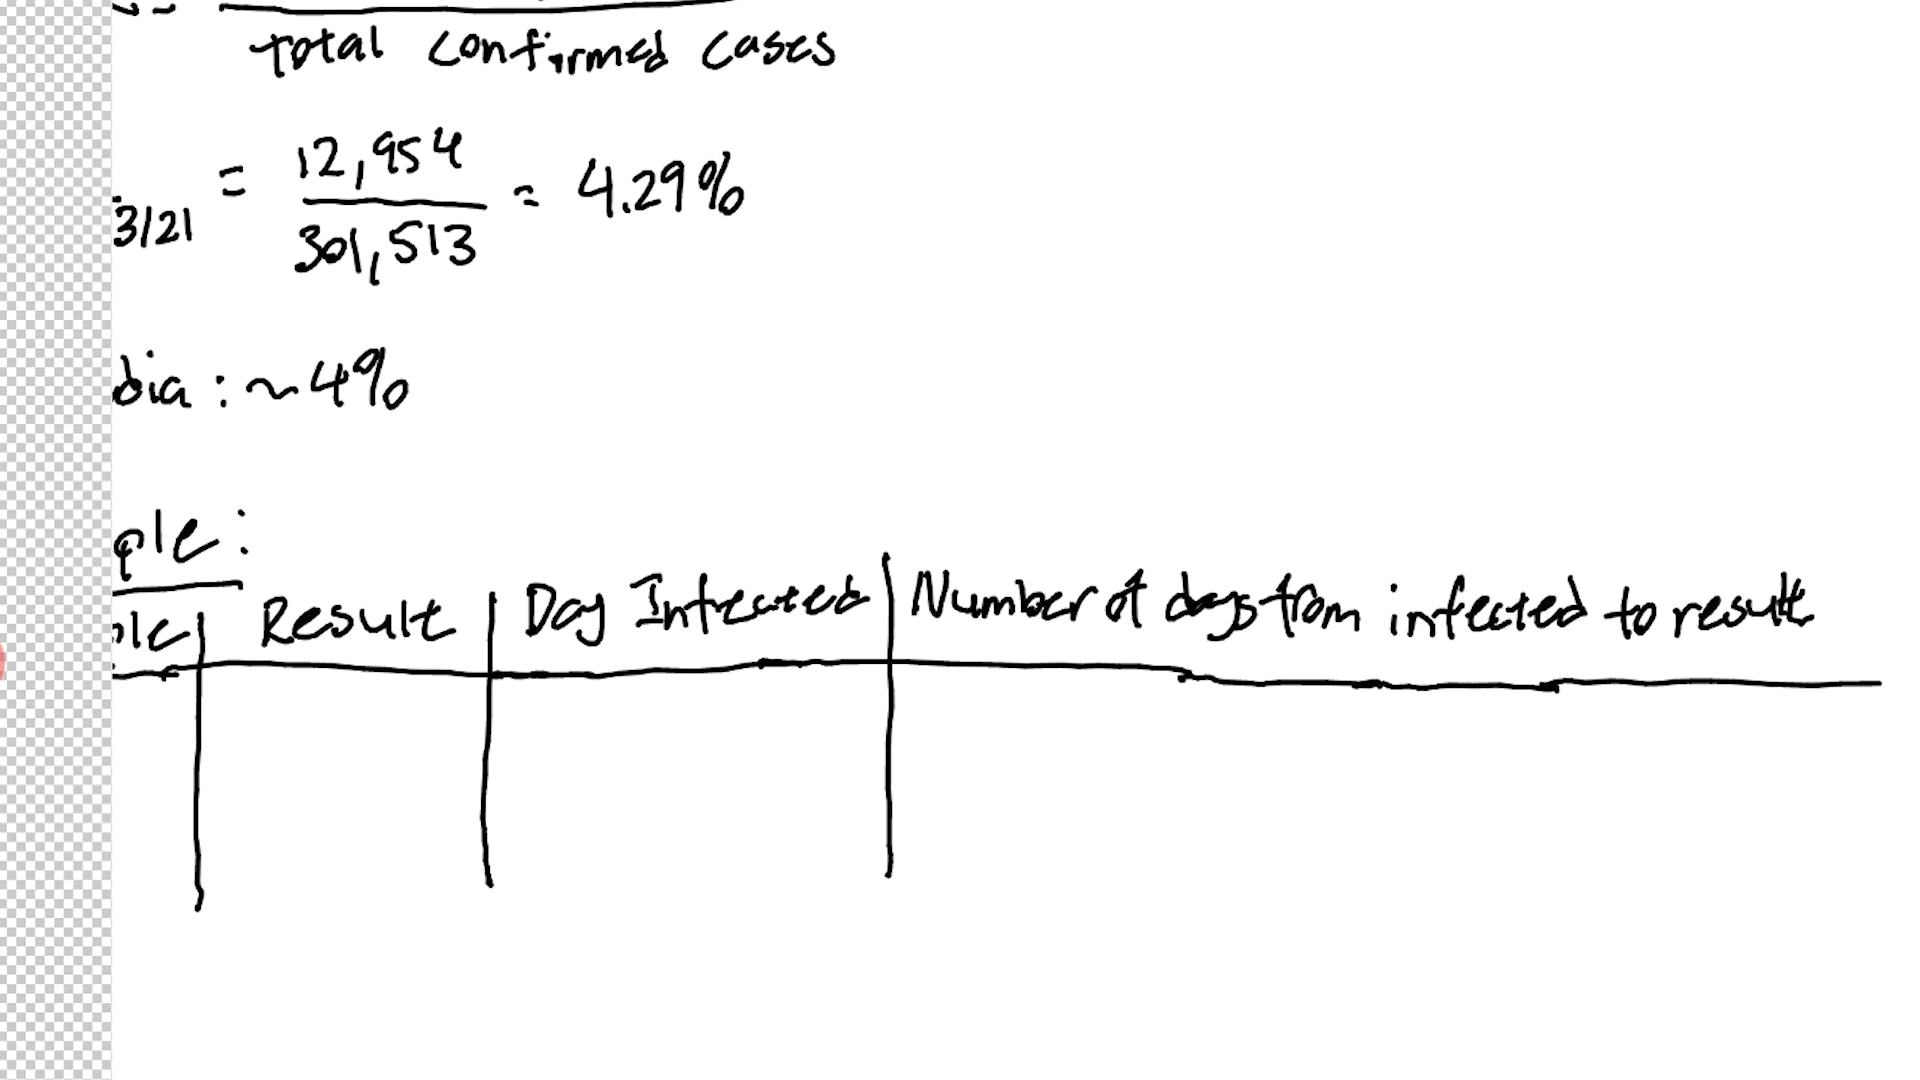 total confirmed cases
3/21 = 12,954 / 301,513 = 4.29%
dia : ~4%
ple :
ple | Result | Day Infected | Number of days from infected to result